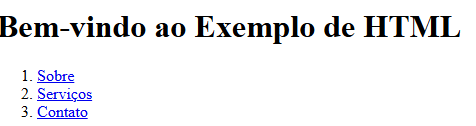 Bem-vindo ao Exemplo de HTML
1. Sobre
2. Serviços
3. Contato